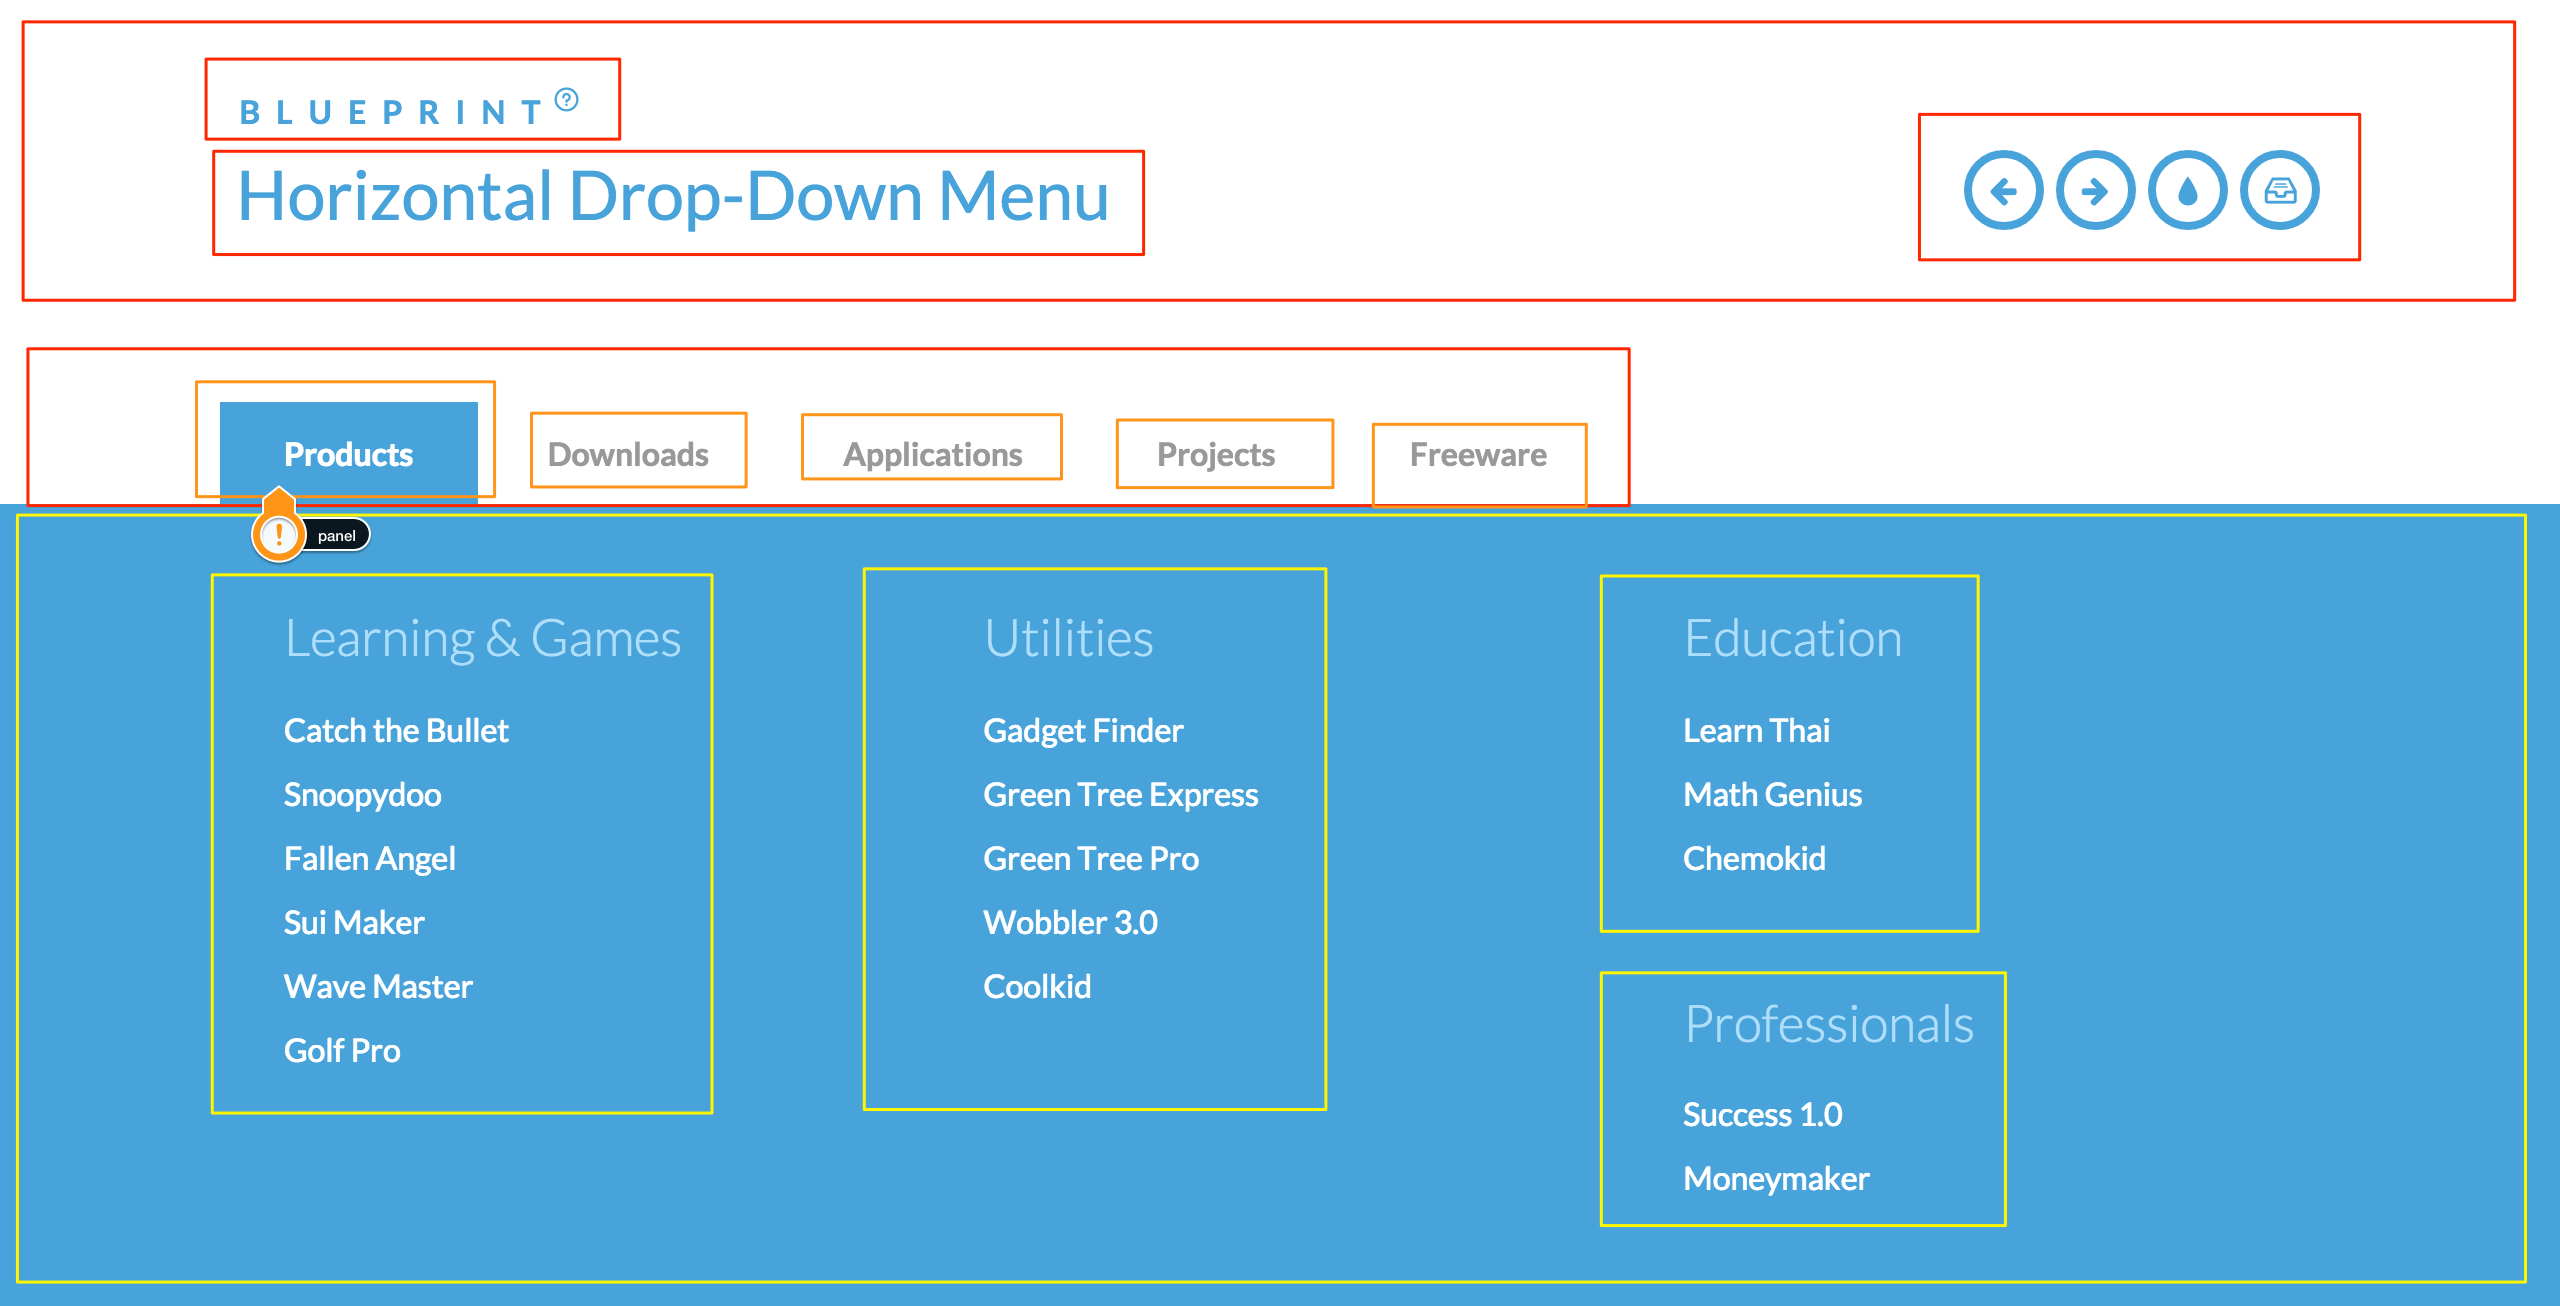 BLUEPRINT ?
Horizontal Drop-Down Menu
Products Downloads Applications Projects Freeware
! panel
Learning & Games
Catch the Bullet
Snoopydoo
Fallen Angel
Sui Maker
Wave Master
Golf Pro
Utilities
Gadget Finder
Green Tree Express
Green Tree Pro
Wobbler 3.0
Coolkid
Education
Learn Thai
Math Genius
Chemokid
Professionals
Success 1.0
Moneymaker